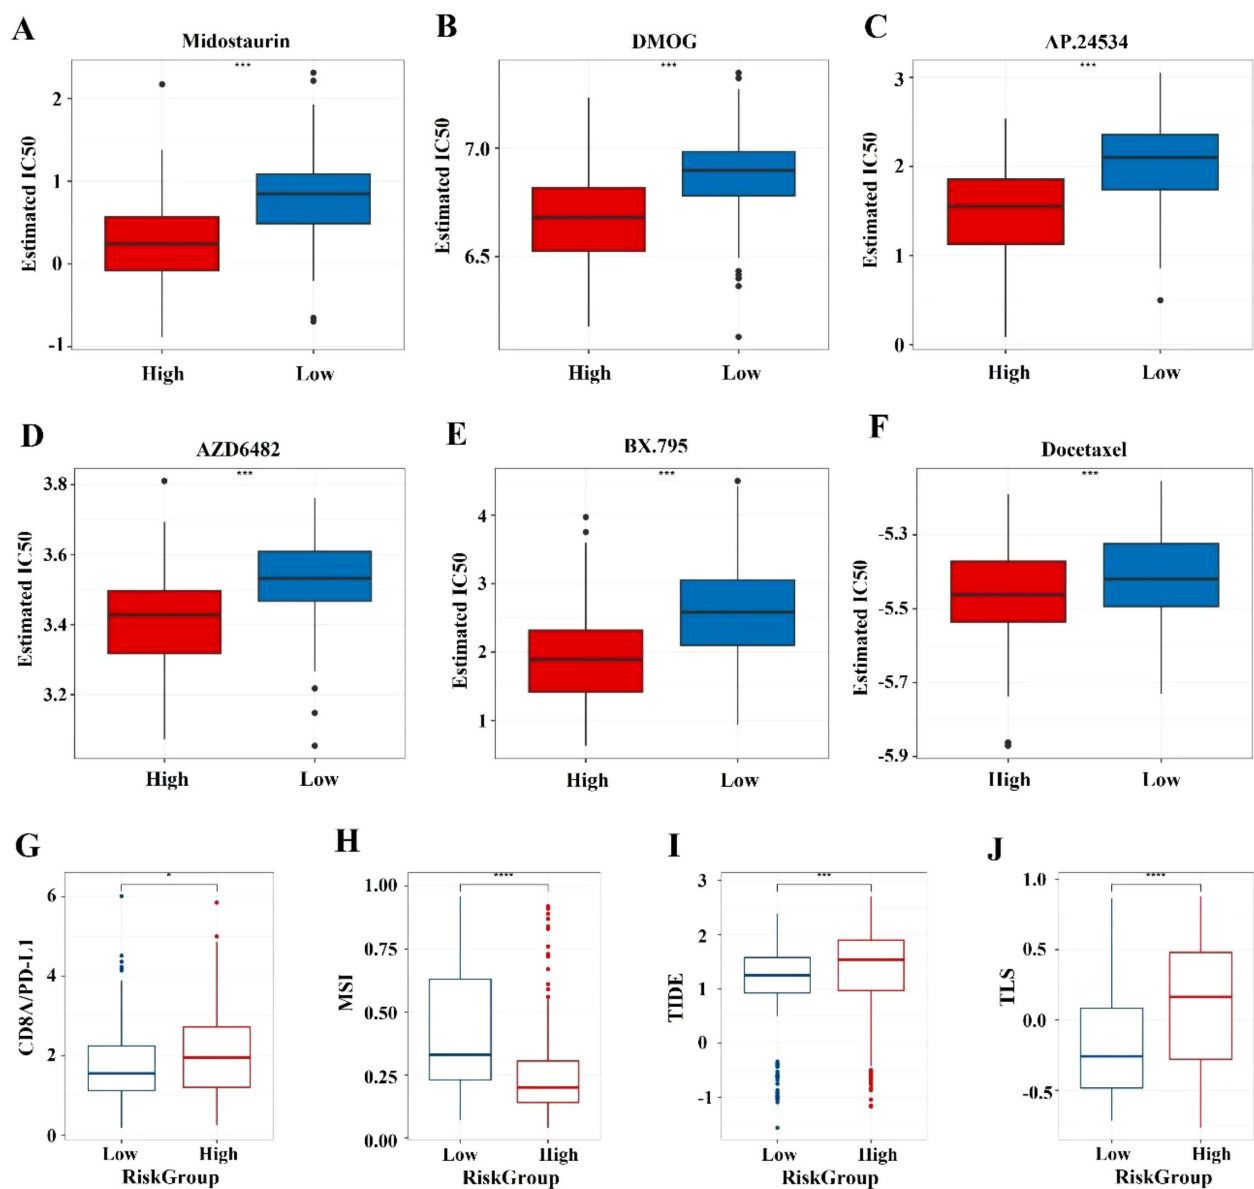 A
Midostaurin
***
Estimated IC50
2
1
0
-1
High
Low
B
DMOG
***
Estimated IC50
7.0
6.5
High
Low
C
AP.24534
***
Estimated IC50
3
2
1
0
High
Low
D
AZD6482
***
Estimated IC50
3.8
3.6
3.4
3.2
High
Low
E
BX.795
***
Estimated IC50
4
3
2
1
High
Low
F
Docetaxel
***
Estimated IC50
-5.3
-5.5
-5.7
-5.9
High
Low
G
*
CD8A/PD-L1
6
4
2
0
Low
High
RiskGroup
H
****
MSI
1.00
0.75
0.50
0.25
0.00
Low
High
RiskGroup
I
***
TIDE
3
2
1
0
-1
Low
High
RiskGroup
J
****
TLS
1.0
0.5
0.0
-0.5
Low
High
RiskGroup